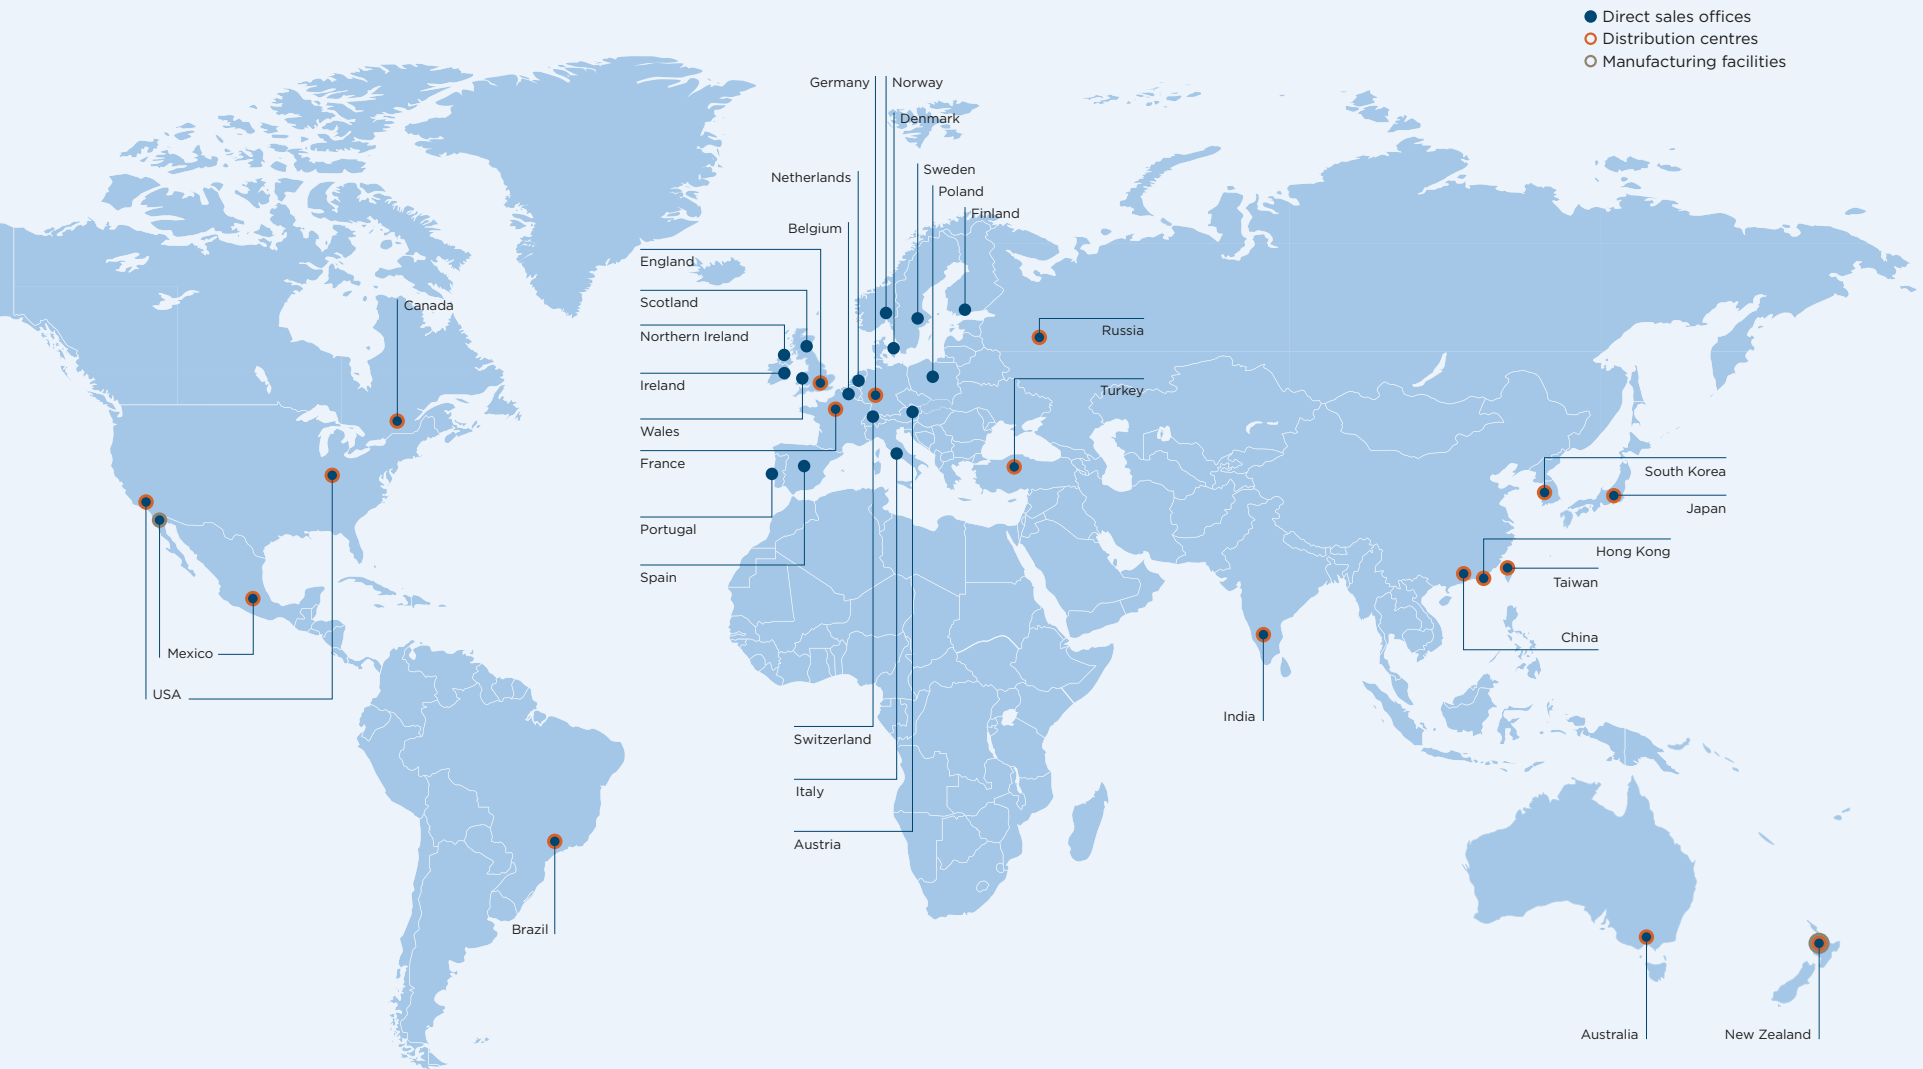 Direct sales offices
Distribution centres
Manufacturing facilities
Germany
Norway
Denmark
Sweden
Netherlands
Poland
Finland
Belgium
England
Scotland
Canada
Northern Ireland
Russia
Ireland
Turkey
Wales
France
South Korea
Japan
Portugal
Hong Kong
Spain
Taiwan
China
Mexico
USA
India
Switzerland
Italy
Austria
Brazil
Australia
New Zealand